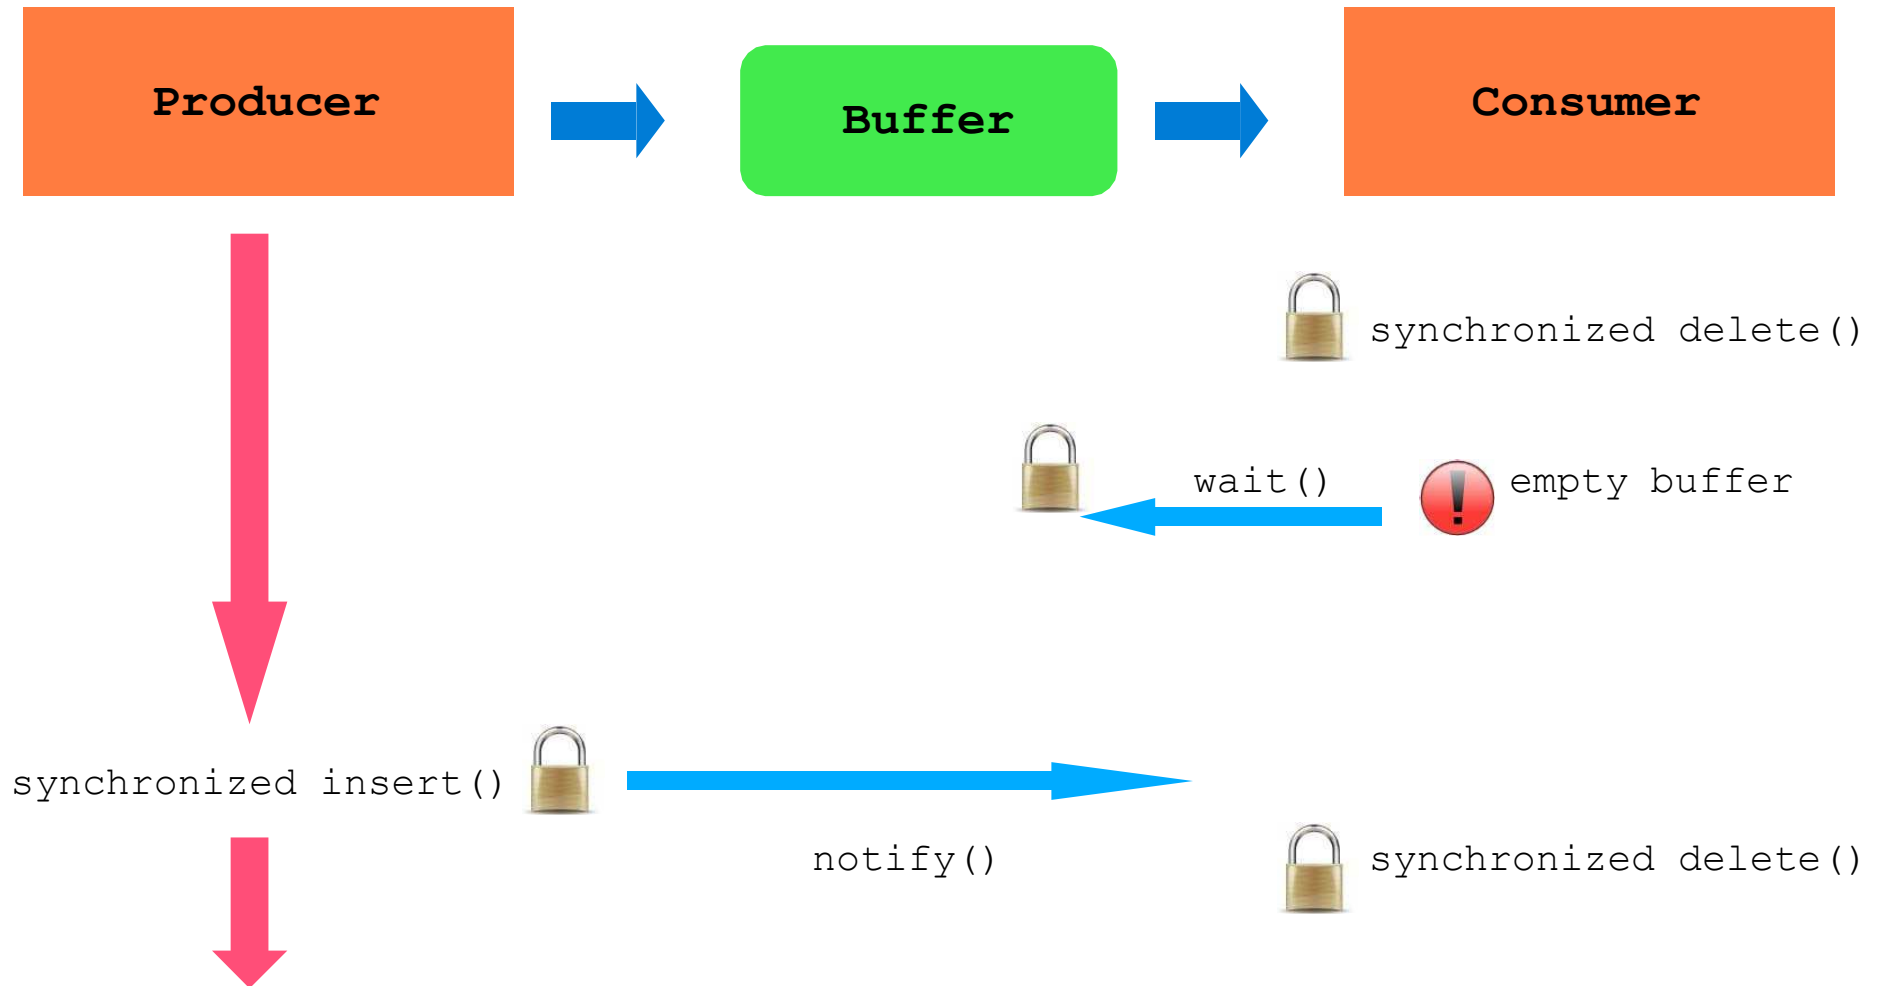 Producer
Buffer
Consumer
synchronized delete()
wait()
empty buffer
synchronized insert()
notify()
synchronized delete()